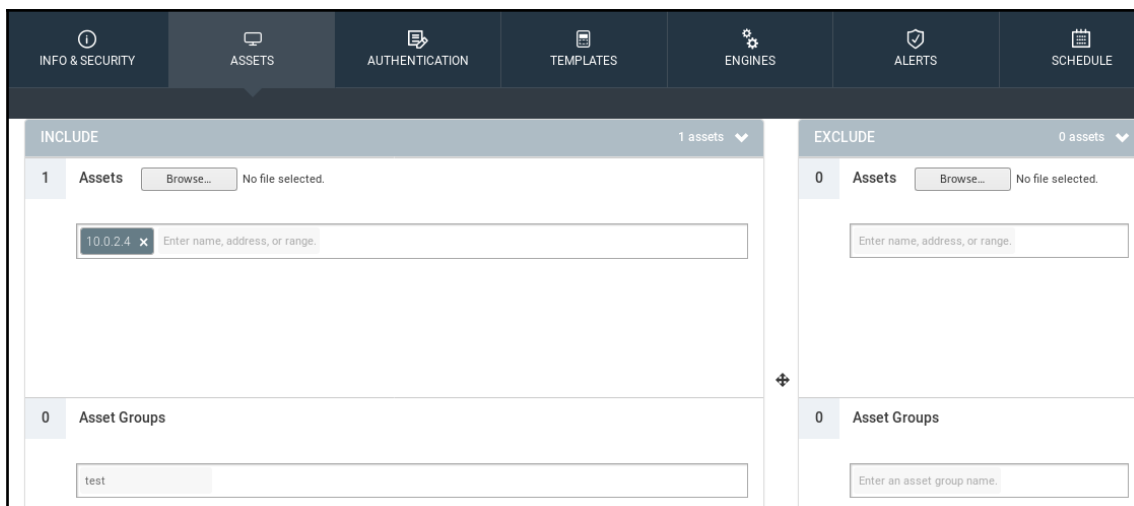 INFO & SECURITY ASSETS AUTHENTICATION TEMPLATES ENGINES ALERTS SCHEDULE
INCLUDE 1 assets
1 Assets Browse... No file selected.
10.0.2.4 × Enter name, address, or range.
0 Asset Groups
test
EXCLUDE 0 assets
0 Assets Browse... No file selected.
Enter name, address, or range.
0 Asset Groups
Enter an asset group name.